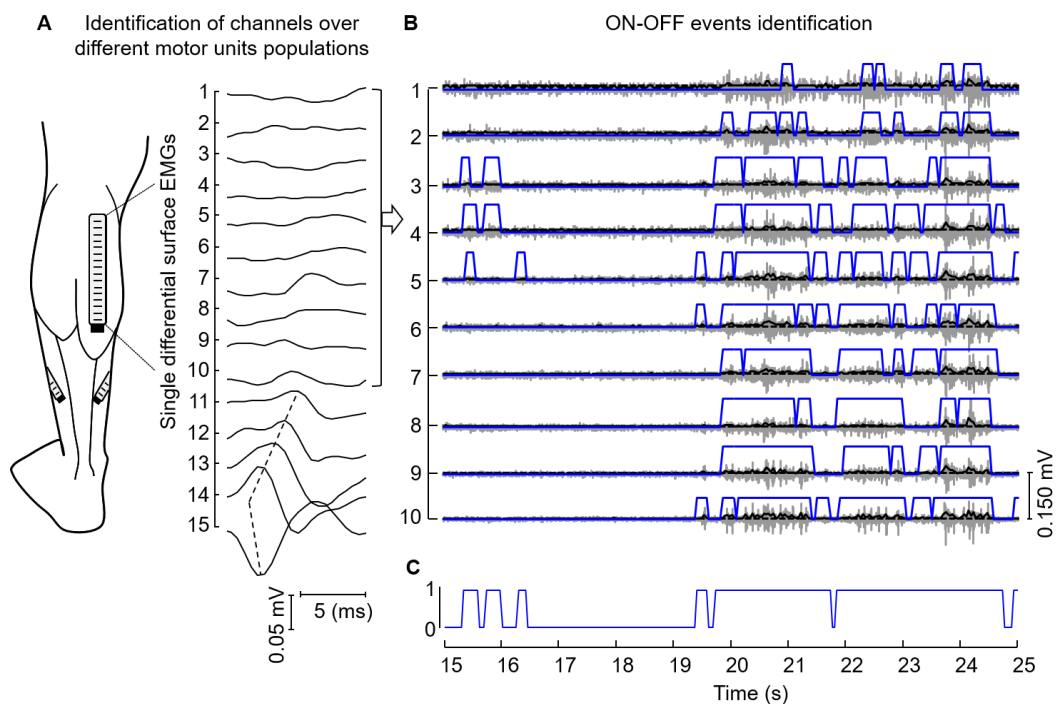 A
Identification of channels over
different motor units populations
Single differential surface EMGs
1
2
3
4
5
6
7
8
9
10
11
12
13
14
15
0.05 mV
5 (ms)
B
ON-OFF events identification
1
2
3
4
5
6
7
8
9
10
0.150 mV
C
1
0
15 16 17 18 19 20 21 22 23 24 25
Time (s)